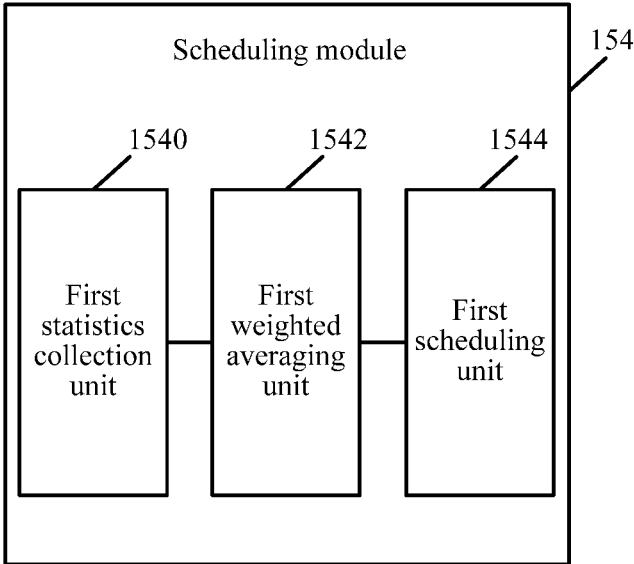 Scheduling module
154
1540
1542
1544
First
statistics
collection
unit
First
weighted
averaging
unit
First
scheduling
unit